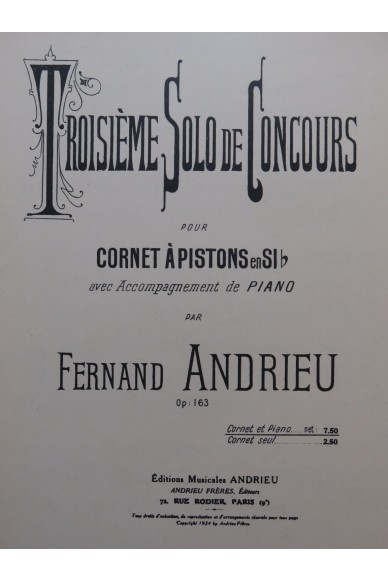 TROISIÈME SOLO DE CONCOURS
POUR
CORNET À PISTONS en SI♭
avec Accompagnement de PIANO
PAR
FERNAND ANDRIEU
Op: 163
Cornet et Piano net: 7.50
Cornet seul 2.50
Éditions Musicales ANDRIEU
ANDRIEU FRÈRES, Éditeurs
72, RUE RODIER, PARIS (9e)
Tous droits d'exécution, de reproduction et d'arrangements réservés pour tous pays
Copyright 1934 by Andrieu Frères